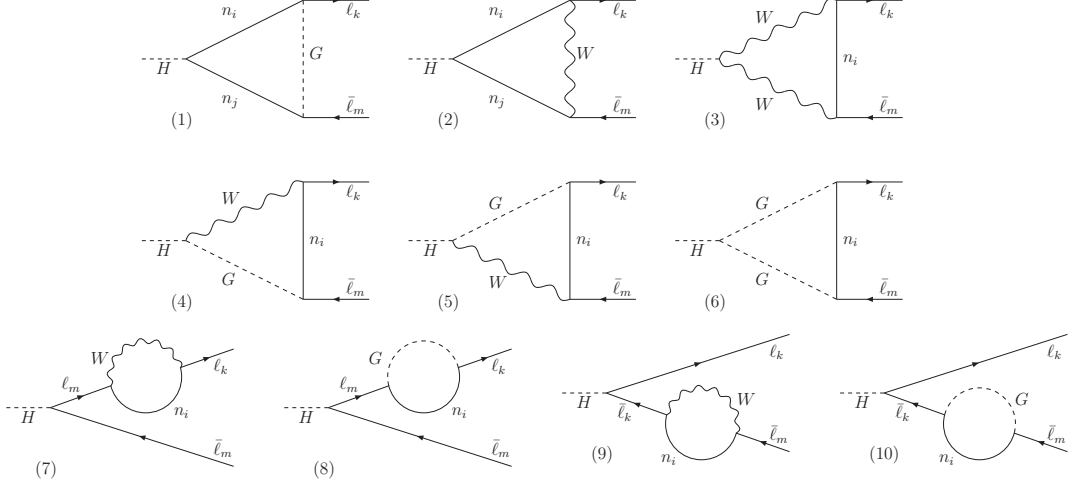 n_i ℓ_k n_i ℓ_k W ℓ_k
H G H W H n_i
n_j ℓ̄_m n_j ℓ̄_m W ℓ̄_m
(1) (2) (3)
W ℓ_k G ℓ_k G ℓ_k
H n_i H n_i H n_i
G ℓ̄_m W ℓ̄_m G ℓ̄_m
(4) (5) (6)
W ℓ_k G ℓ_k ℓ_k ℓ_k
ℓ_m n_i ℓ_m n_i
H H H ℓ̄_k W H ℓ̄_k G
ℓ̄_m ℓ̄_m n_i ℓ̄_m n_i ℓ̄_m
(7) (8) (9) (10)